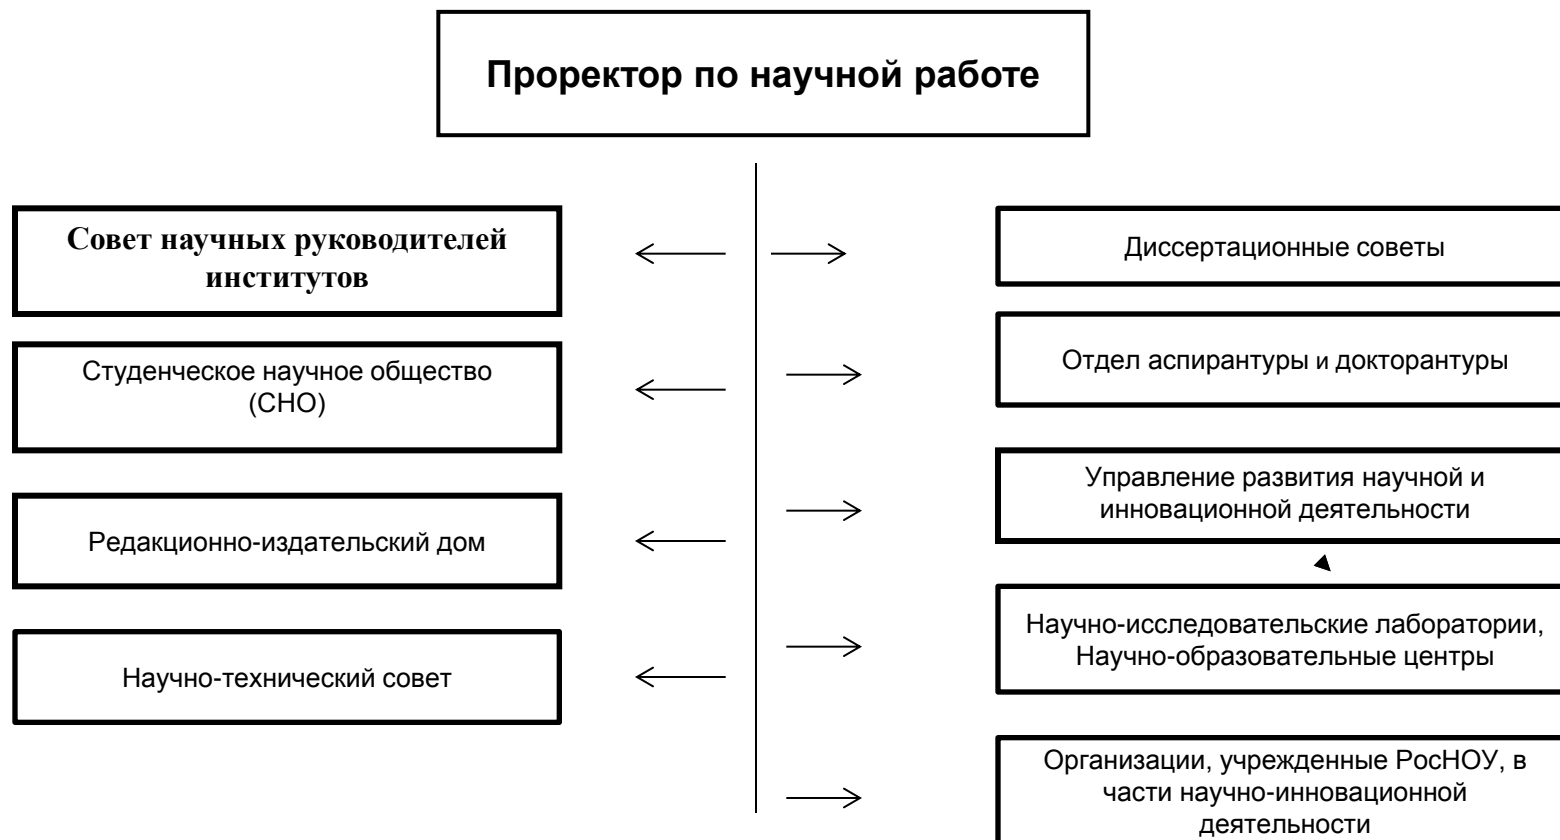 Проректор по научной работе
Совет научных руководителей
институтов
Студенческое научное общество
(СНО)
Редакционно-издательский дом
Научно-технический совет
Диссертационные советы
Отдел аспирантуры и докторантуры
Управление развития научной и
инновационной деятельности
Научно-исследовательские лаборатории,
Научно-образовательные центры
Организации, учрежденные РосНОУ, в
части научно-инновационной
деятельности